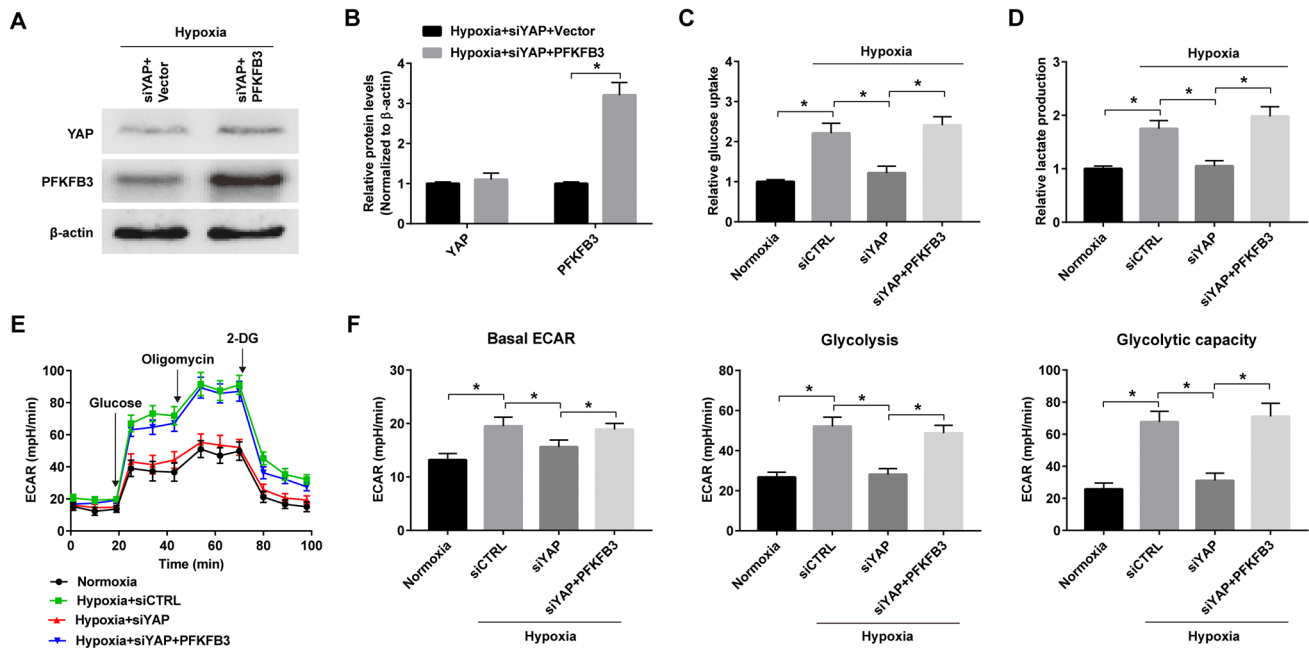 A
Hypoxia
siYAP+
Vector
siYAP+
PFKFB3
YAP
PFKFB3
β-actin
B
Hypoxia+siYAP+Vector
Hypoxia+siYAP+PFKFB3
Relative protein levels
(Normalized to β-actin)
4
3
2
1
0
*
YAP
PFKFB3
C
Hypoxia
Relative glucose uptake
4
3
2
1
0
* * *
Normoxia
siCTRL
siYAP
siYAP+PFKFB3
D
Hypoxia
Relative lactate production
3
2
1
0
* * *
Normoxia
siCTRL
siYAP
siYAP+PFKFB3
E
2-DG
Oligomycin
Glucose
ECAR (mpH/min)
100
80
60
40
20
0
0 20 40 60 80 100
Time (min)
Normoxia
Hypoxia+siCTRL
Hypoxia+siYAP
Hypoxia+siYAP+PFKFB3
F
Basal ECAR
ECAR (mpH/min)
30
20
10
0
* * *
Normoxia
siCTRL
siYAP
siYAP+PFKFB3
Hypoxia
Glycolysis
ECAR (mpH/min)
80
60
40
20
0
* * *
Normoxia
siCTRL
siYAP
siYAP+PFKFB3
Hypoxia
Glycolytic capacity
ECAR (mpH/min)
100
80
60
40
20
0
* * *
Normoxia
siCTRL
siYAP
siYAP+PFKFB3
Hypoxia